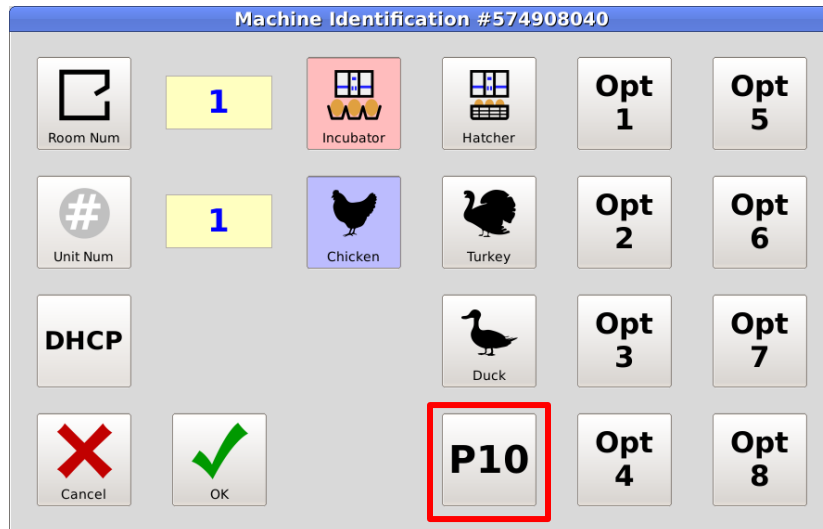 Machine Identification #574908040
Room Num
1
Incubator
Hatcher
Opt
1
Opt
5
#
Unit Num
1
Chicken
Turkey
Opt
2
Opt
6
DHCP
Duck
Opt
3
Opt
7
Cancel
OK
P10
Opt
4
Opt
8